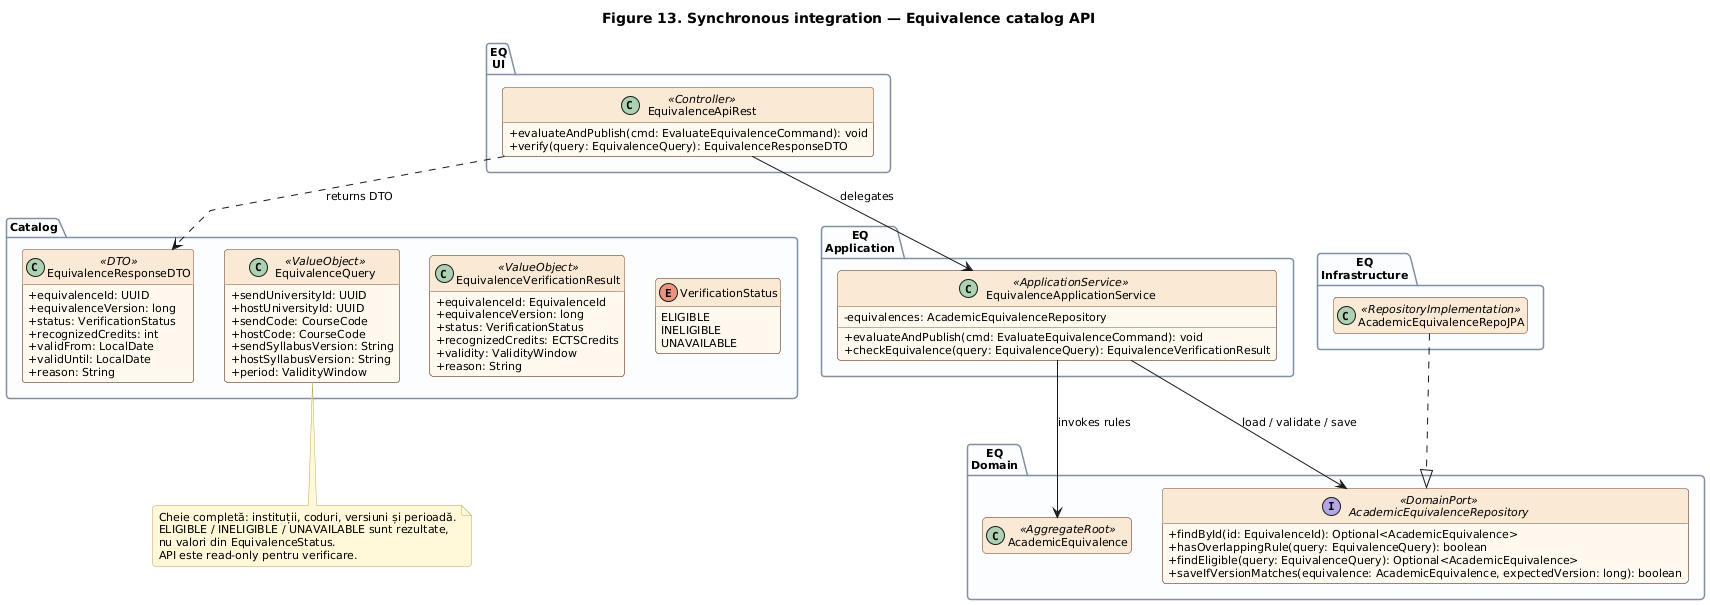 Figure 13. Synchronous integration — Equivalence catalog API
EQ
UI
«Controller»
C
EquivalenceApiRest
+evaluateAndPublish(cmd: EvaluateEquivalenceCommand): void
+verify(query: EquivalenceQuery): EquivalenceResponseDTO
returns DTO
delegates
Catalog
«DTO»
C
EquivalenceResponseDTO
+equivalenceId: UUID
+equivalenceVersion: long
+status: VerificationStatus
+recognizedCredits: int
+validFrom: LocalDate
+validUntil: LocalDate
+reason: String
«ValueObject»
C
EquivalenceQuery
+sendUniversityId: UUID
+hostUniversityId: UUID
+sendCode: CourseCode
+hostCode: CourseCode
+sendSyllabusVersion: String
+hostSyllabusVersion: String
+period: ValidityWindow
«ValueObject»
C
EquivalenceVerificationResult
+equivalenceId: EquivalenceId
+equivalenceVersion: long
+status: VerificationStatus
+recognizedCredits: ECTSCredits
+validity: ValidityWindow
+reason: String
E VerificationStatus
ELIGIBLE
INELIGIBLE
UNAVAILABLE
EQ
Application
«ApplicationService»
C
EquivalenceApplicationService
-equivalences: AcademicEquivalenceRepository
+evaluateAndPublish(cmd: EvaluateEquivalenceCommand): void
+checkEquivalence(query: EquivalenceQuery): EquivalenceVerificationResult
EQ
Infrastructure
«RepositoryImplementation»
C
AcademicEquivalenceRepoJPA
invokes rules
load / validate / save
EQ
Domain
«AggregateRoot»
C
AcademicEquivalence
«DomainPort»
I
AcademicEquivalenceRepository
+findById(id: EquivalenceId): Optional<AcademicEquivalence>
+hasOverlappingRule(query: EquivalenceQuery): boolean
+findEligible(query: EquivalenceQuery): Optional<AcademicEquivalence>
+saveIfVersionMatches(equivalence: AcademicEquivalence, expectedVersion: long): boolean
Cheie completă: instituții, coduri, versiuni și perioadă.
ELIGIBLE / INELIGIBLE / UNAVAILABLE sunt rezultate,
nu valori din EquivalenceStatus.
API este read-only pentru verificare.